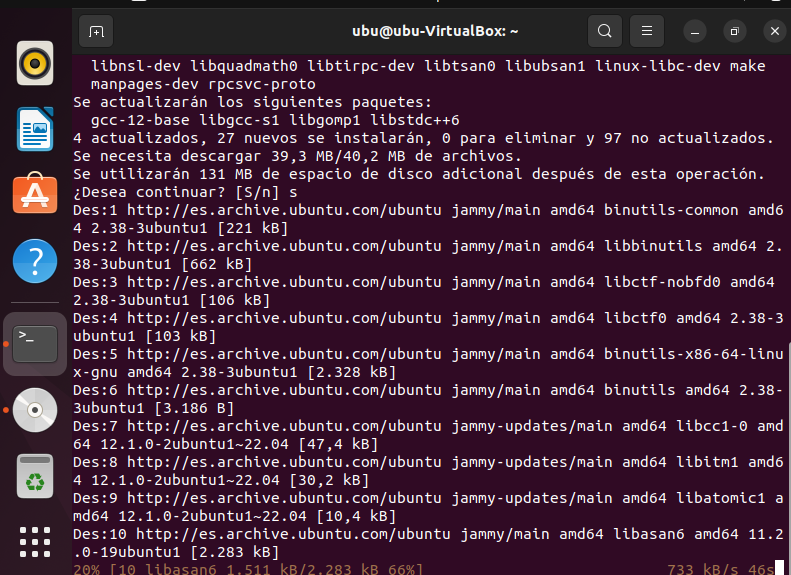 ubu@ubu-VirtualBox: ~
libnsl-dev libquadmath0 libtirpc-dev libtsan0 libubsan1 linux-libc-dev make
manpages-dev rpcsvc-proto
Se actualizarán los siguientes paquetes:
gcc-12-base libgcc-s1 libgomp1 libstdc++6
4 actualizados, 27 nuevos se instalarán, 0 para eliminar y 97 no actualizados.
Se necesita descargar 39,3 MB/40,2 MB de archivos.
Se utilizarán 131 MB de espacio de disco adicional después de esta operación.
¿Desea continuar? [S/n] s
Des:1 http://es.archive.ubuntu.com/ubuntu jammy/main amd64 binutils-common amd6
4 2.38-3ubuntu1 [221 kB]
Des:2 http://es.archive.ubuntu.com/ubuntu jammy/main amd64 libbinutils amd64 2.
38-3ubuntu1 [662 kB]
Des:3 http://es.archive.ubuntu.com/ubuntu jammy/main amd64 libctf-nobfd0 amd64
2.38-3ubuntu1 [106 kB]
Des:4 http://es.archive.ubuntu.com/ubuntu jammy/main amd64 libctf0 amd64 2.38-3
ubuntu1 [103 kB]
Des:5 http://es.archive.ubuntu.com/ubuntu jammy/main amd64 binutils-x86-64-linu
x-gnu amd64 2.38-3ubuntu1 [2.328 kB]
Des:6 http://es.archive.ubuntu.com/ubuntu jammy/main amd64 binutils amd64 2.38-
3ubuntu1 [3.186 B]
Des:7 http://es.archive.ubuntu.com/ubuntu jammy-updates/main amd64 libcc1-0 amd
64 12.1.0-2ubuntu1~22.04 [47,4 kB]
Des:8 http://es.archive.ubuntu.com/ubuntu jammy-updates/main amd64 libitm1 amd6
4 12.1.0-2ubuntu1~22.04 [30,2 kB]
Des:9 http://es.archive.ubuntu.com/ubuntu jammy-updates/main amd64 libatomic1 a
md64 12.1.0-2ubuntu1~22.04 [10,4 kB]
Des:10 http://es.archive.ubuntu.com/ubuntu jammy/main amd64 libasan6 amd64 11.2
.0-19ubuntu1 [2.283 kB]
20% [10 libasan6 1.511 kB/2.283 kB 66%] 733 kB/s 46s